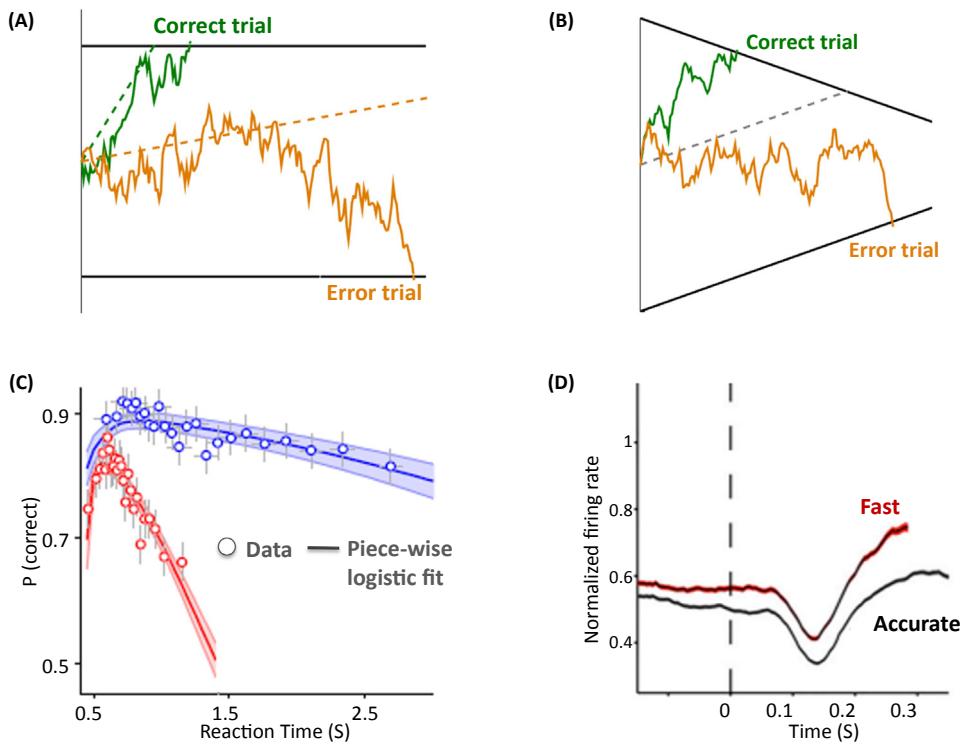 (A)
Correct trial
Error trial
(B)
Correct trial
Error trial
(C)
P (correct)
0.9
0.7
0.5
Data
Piece-wise
logistic fit
0.5
1.5
2.5
Reaction Time (S)
(D)
Normalized firing rate
1
0.8
0.6
0.4
Fast
Accurate
0
0.1
0.2
0.3
Time (S)